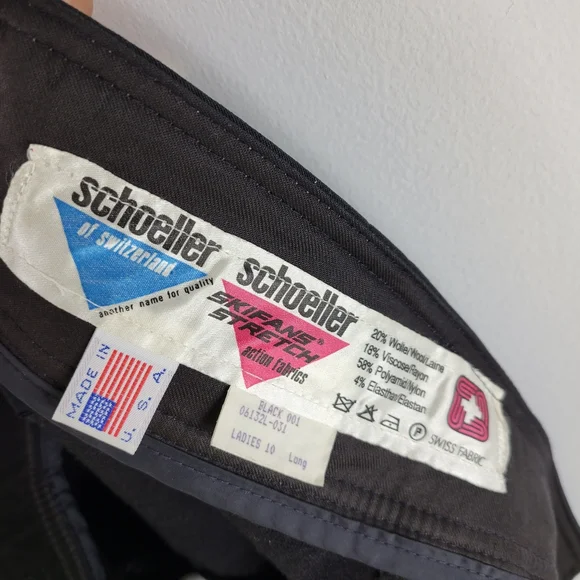 schoeller
of switzerland
another name for quality
schoeller
SKIFANS®
STRETCH
action fabrics
20% Wolle/Wool/Laine
18% Viscose/Rayon
58% Polyamid/Nylon
4% Elasthan/Elastan
P
SWISS FABRIC
MADE IN
U.S.A.
BLACK 001
06132L-031
LADIES 10 Long